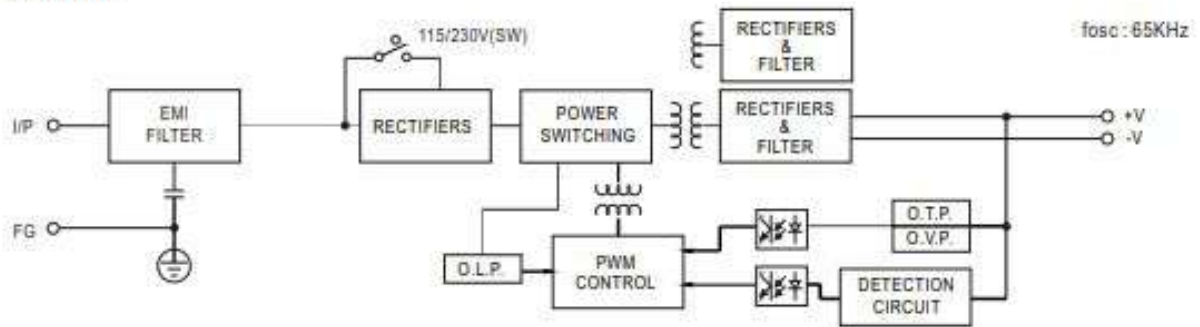 115/230V(SW)
RECTIFIERS
&
FILTER
fosc : 65KHz
I/P
EMI
FILTER
RECTIFIERS
POWER
SWITCHING
RECTIFIERS
&
FILTER
+V
-V
FG
O.L.P.
PWM
CONTROL
O.T.P.
O.V.P.
DETECTION
CIRCUIT